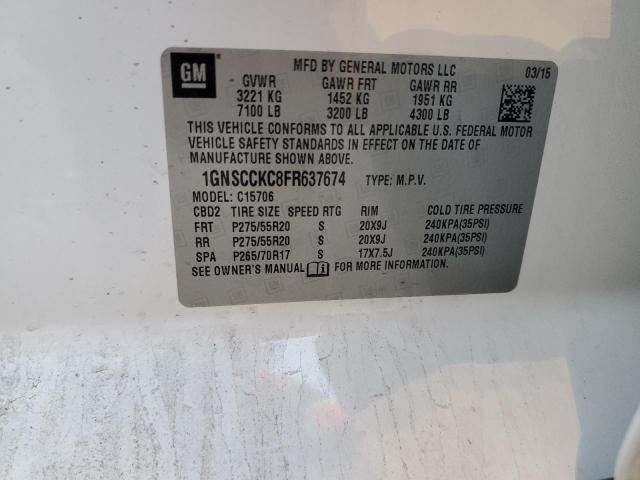 GM
MFD BY GENERAL MOTORS LLC 03/15
GVWR GAWR FRT GAWR RR
3221 KG 1452 KG 1951 KG
7100 LB 3200 LB 4300 LB
THIS VEHICLE CONFORMS TO ALL APPLICABLE U.S. FEDERAL MOTOR
VEHICLE SAFETY STANDARDS IN EFFECT ON THE DATE OF
MANUFACTURE SHOWN ABOVE.
1GNSCCKC8FR637674 TYPE: M.P.V.
MODEL: C15706
CBD2 TIRE SIZE SPEED RTG RIM COLD TIRE PRESSURE
FRT P275/55R20 S 20X9J 240KPA(35PSI)
RR P275/55R20 S 20X9J 240KPA(35PSI)
SPA P265/70R17 S 17X7.5J 240KPA(35PSI)
SEE OWNER'S MANUAL FOR MORE INFORMATION.